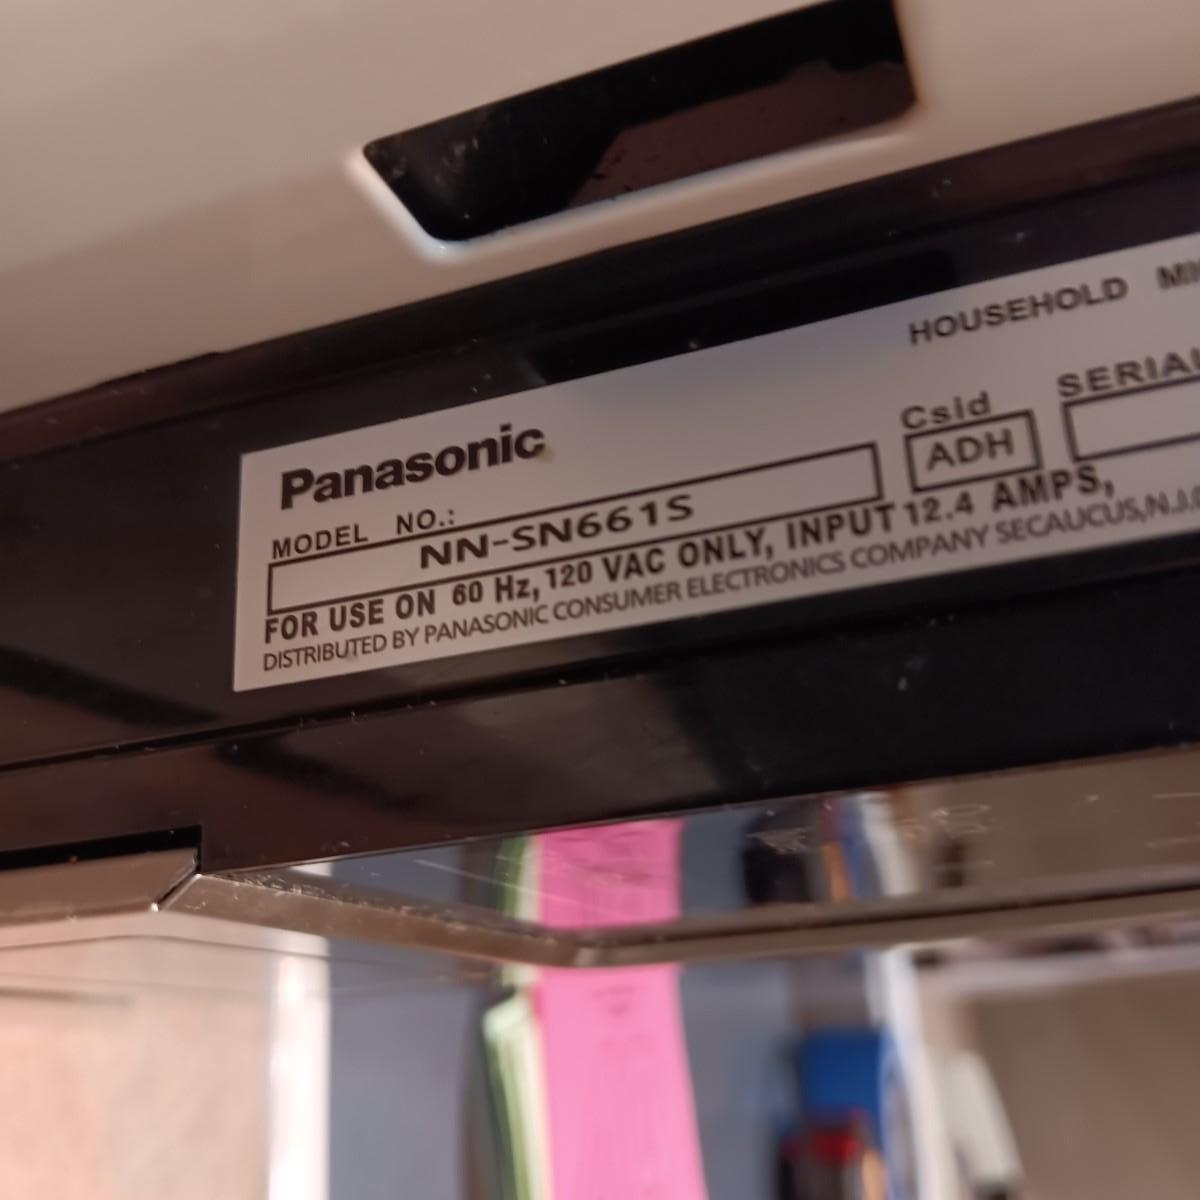 HOUSEHOLD
Panasonic
MODEL NO.:
NN-SN661S
Csld
ADH
SERIAL
FOR USE ON 60 Hz, 120 VAC ONLY, INPUT 12.4 AMPS,
DISTRIBUTED BY PANASONIC CONSUMER ELECTRONICS COMPANY SECAUCUS, N.J.